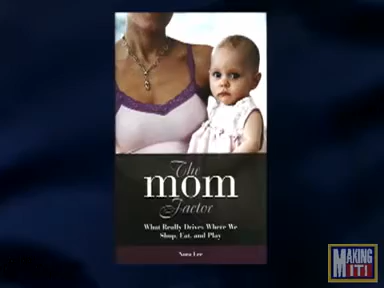 The
mom
Factor
What Really Drives Where We
Shop, Eat, and Play
Nora Lee
MAKING
IT!